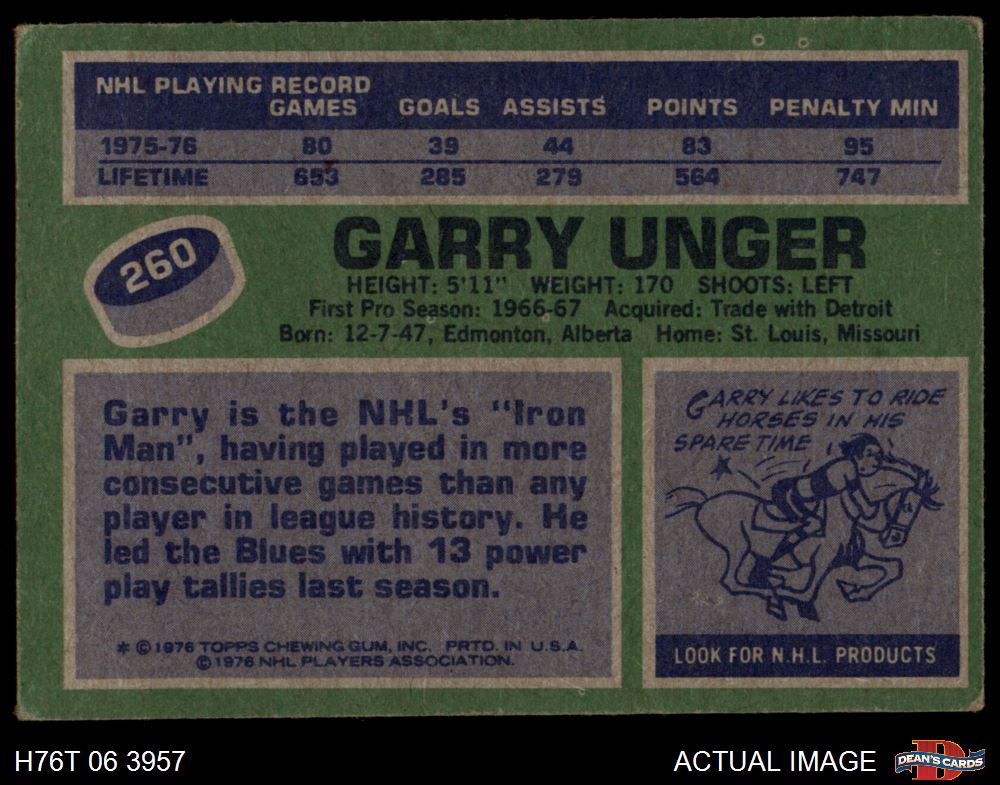 NHL PLAYING RECORD
GAMES GOALS ASSISTS POINTS PENALTY MIN
1975-76 80 39 44 83 95
LIFETIME 653 285 279 564 747
260
GARRY UNGER
HEIGHT: 5'11" WEIGHT: 170 SHOOTS: LEFT
First Pro Season: 1966-67 Acquired: Trade with Detroit
Born: 12-7-47, Edmonton, Alberta Home: St. Louis, Missouri
Garry is the NHL's "Iron
Man", having played in more
consecutive games than any
player in league history. He
led the Blues with 13 power
play tallies last season.
* ©1976 TOPPS CHEWING GUM, INC. PRTD. IN U.S.A.
©1976 NHL PLAYERS ASSOCIATION.
GARRY LIKES TO RIDE
HORSES IN HIS
SPARE TIME
LOOK FOR N.H.L. PRODUCTS
H76T 06 3957
ACTUAL IMAGE
D
DEAN'S CARDS